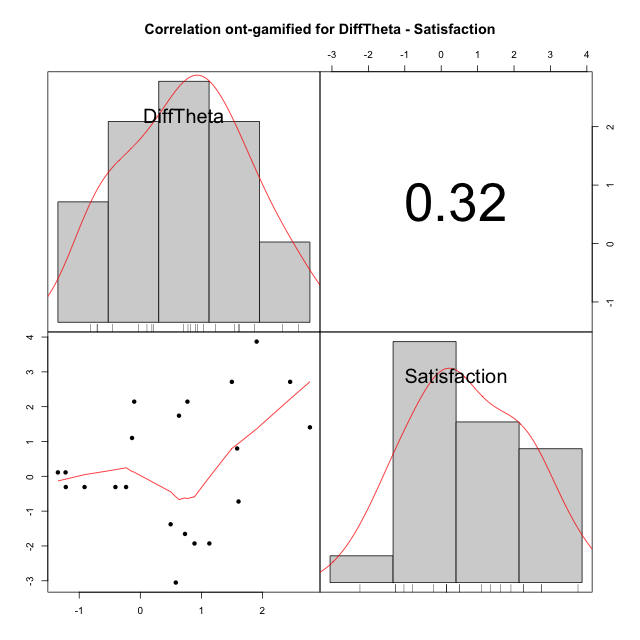 Correlation ont-gamified for DiffTheta - Satisfaction
-3 -2 -1 0 1 2 3 4
DiffTheta
0.32
2
1
0
-1
4
3
2
1
0
-1
-2
-3
Satisfaction
-1 0 1 2